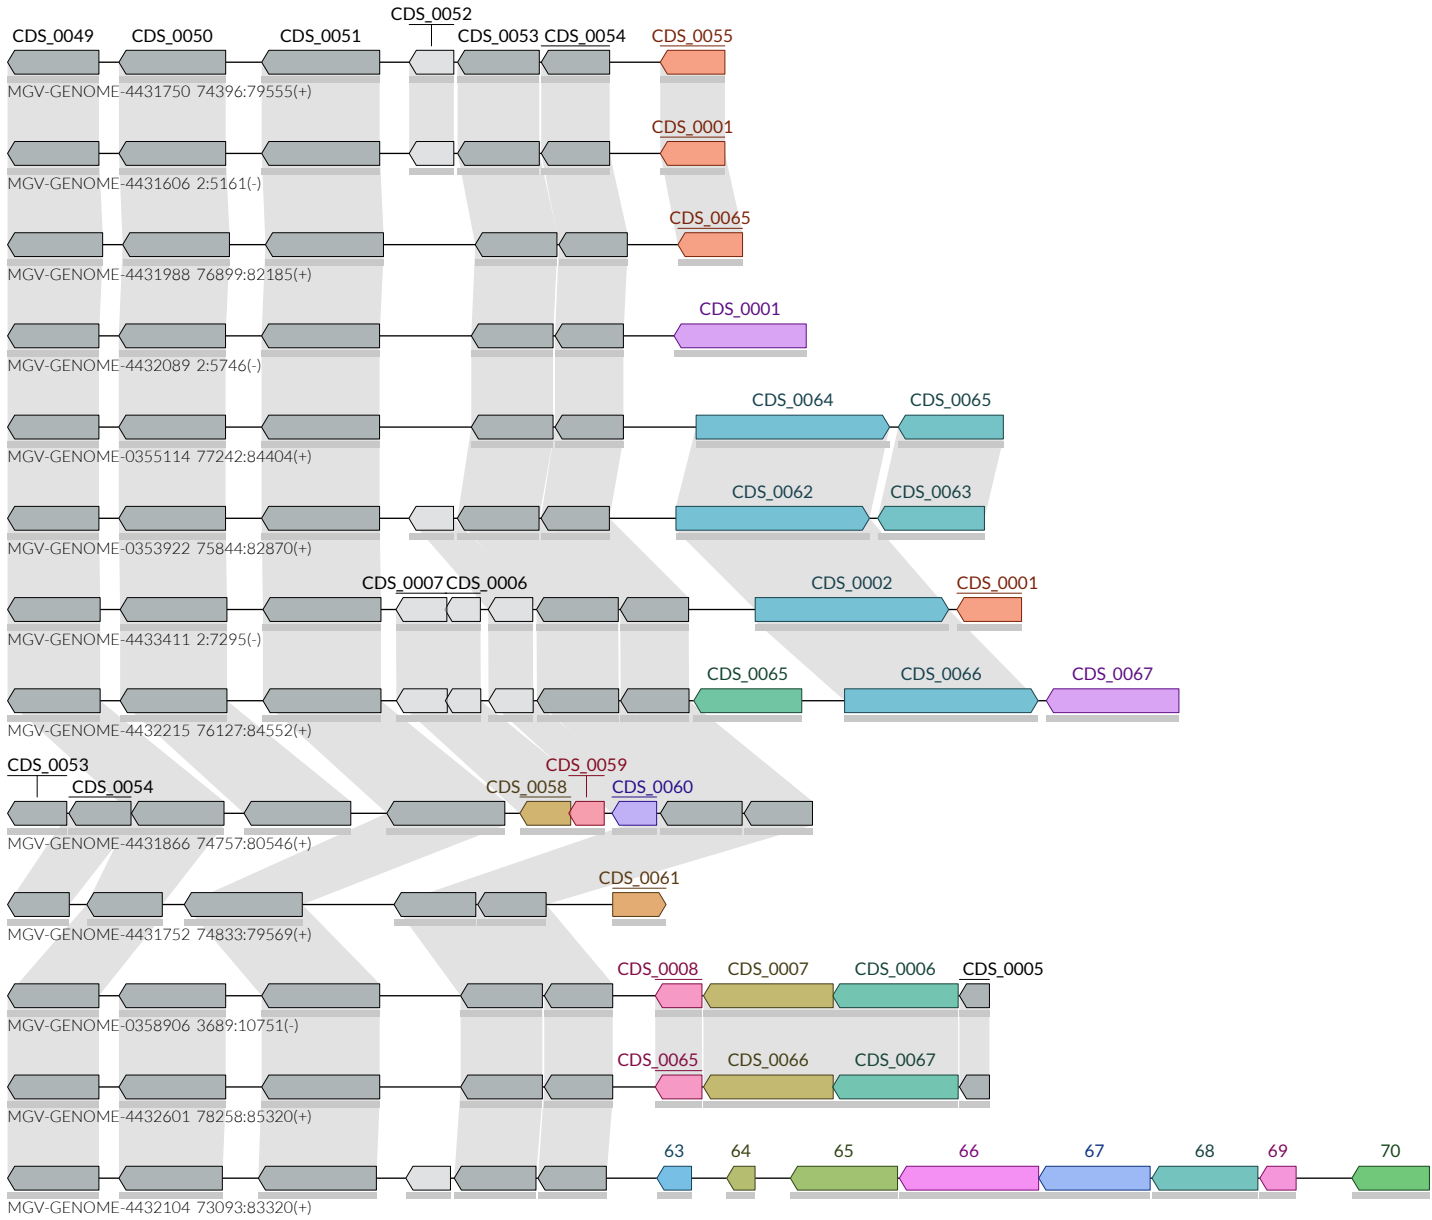 CDS_0052
CDS_0049 CDS_0050 CDS_0051 CDS_0053 CDS_0054 CDS_0055
MGV-GENOME-4431750 74396:79555(+)
CDS_0001
MGV-GENOME-4431606 2:5161(-)
CDS_0065
MGV-GENOME-4431988 76899:82185(+)
CDS_0001
MGV-GENOME-4432089 2:5746(-)
CDS_0064 CDS_0065
MGV-GENOME-0355114 77242:84404(+)
CDS_0062 CDS_0063
MGV-GENOME-0353922 75844:82870(+)
CDS_0007 CDS_0006 CDS_0002 CDS_0001
MGV-GENOME-4433411 2:7295(-)
CDS_0065 CDS_0066 CDS_0067
MGV-GENOME-4432215 76127:84552(+)
CDS_0053 CDS_0059
CDS_0054 CDS_0058 CDS_0060
MGV-GENOME-4431866 74757:80546(+)
CDS_0061
MGV-GENOME-4431752 74833:79569(+)
CDS_0008 CDS_0007 CDS_0006 CDS_0005
MGV-GENOME-0358906 3689:10751(-)
CDS_0065 CDS_0066 CDS_0067
MGV-GENOME-4432601 78258:85320(+)
63 64 65 66 67 68 69 70
MGV-GENOME-4432104 73093:83320(+)